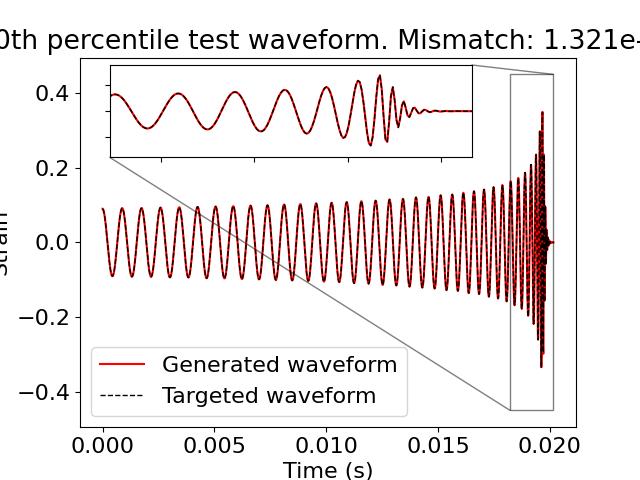 0th percentile test waveform. Mismatch: 1.321e-
0.4
0.2
0.0
−0.2
−0.4
Strain
Generated waveform
Targeted waveform
0.000 0.005 0.010 0.015 0.020
Time (s)